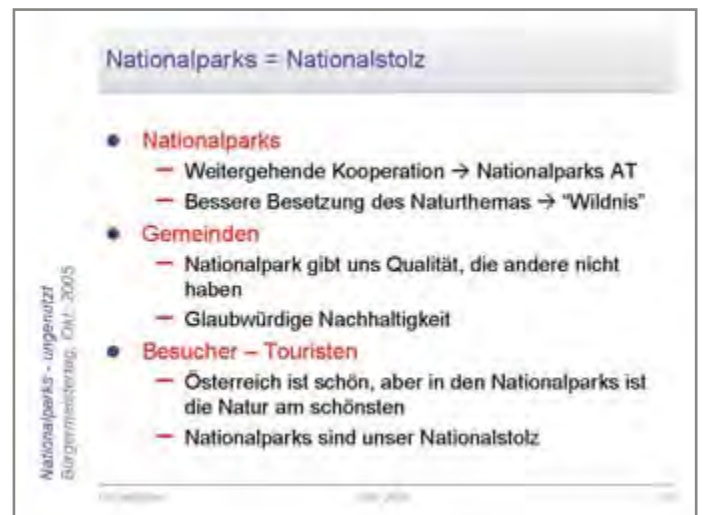 Nationalparks = Nationalstolz
Nationalparks
– Weitergehende Kooperation → Nationalparks AT
– Bessere Besetzung des Naturthemas → "Wildnis"
Gemeinden
– Nationalpark gibt uns Qualität, die andere nicht
haben
– Glaubwürdige Nachhaltigkeit
Besucher – Touristen
– Österreich ist schön, aber in den Nationalparks ist
die Natur am schönsten
– Nationalparks sind unser Nationalstolz
Nationalparks - ungenutzt
Bürgermeistertag, Okt. 2005